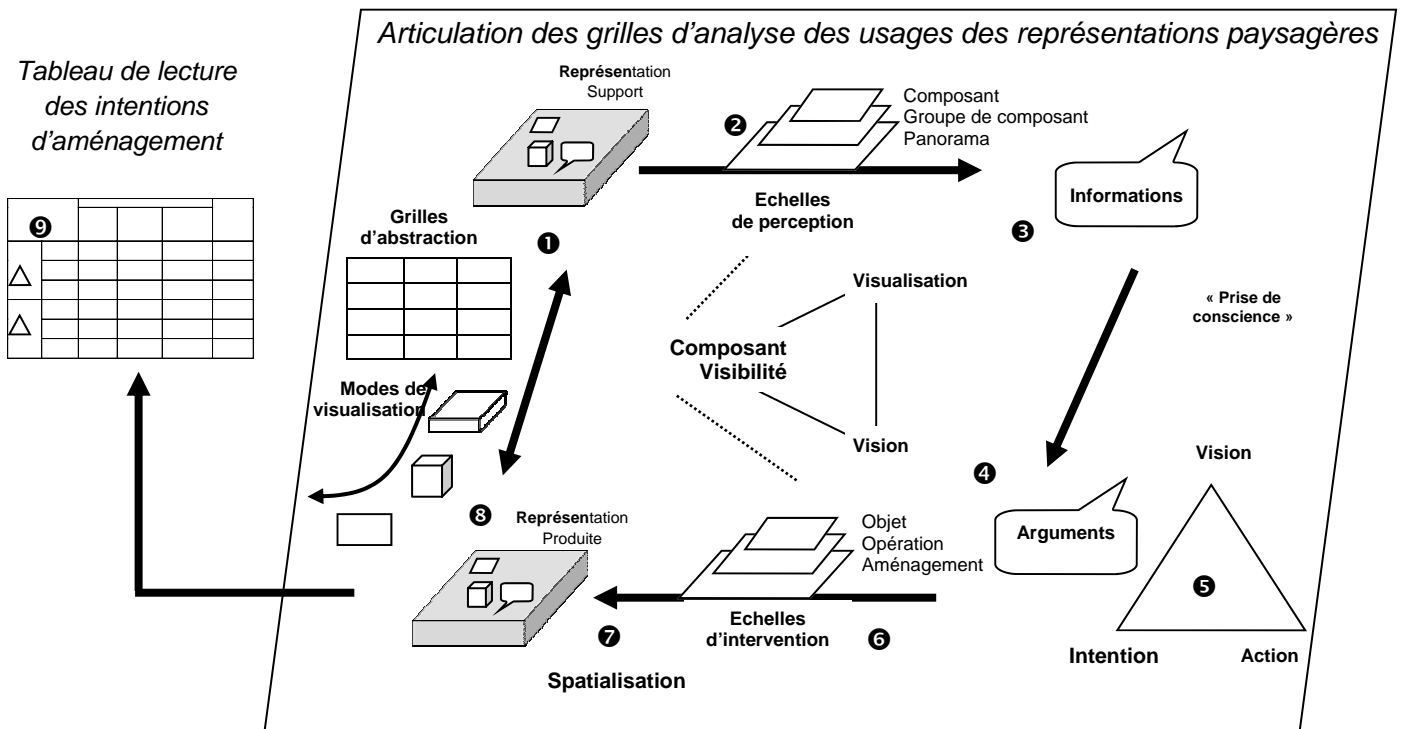 Articulation des grilles d’analyse des usages des représentations paysagères
Tableau de lecture
des intentions
d’aménagement
❾
Représentation
Support
❷
Composant
Groupe de composant
Panorama
Echelles
de perception
Informations
❸
Grilles
d’abstraction
❶
Visualisation
« Prise de
conscience »
Composant
Visibilité
Modes de
visualisation
Vision
❹
Vision
Arguments
❺
Intention
Action
❽
Représentation
Produite
Objet
Opération
Aménagement
Echelles
d’intervention
❻
❼
Spatialisation